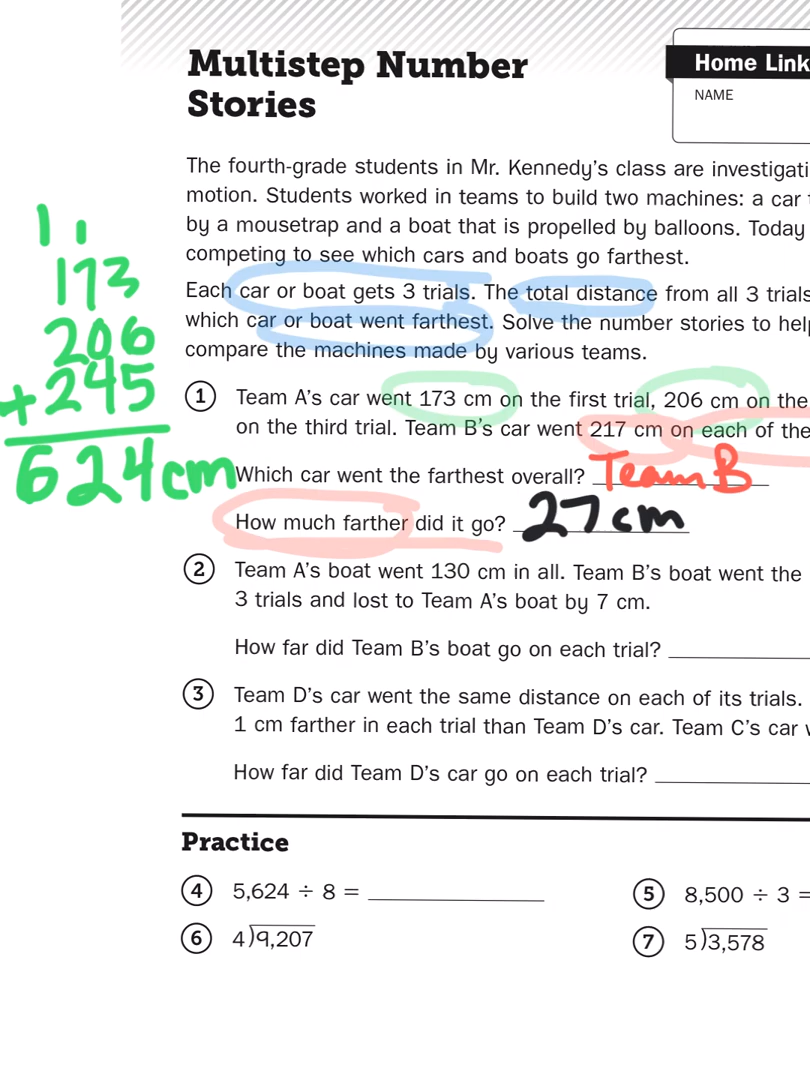 Multistep Number
Stories
Home Link
NAME
The fourth-grade students in Mr. Kennedy's class are investigati
motion. Students worked in teams to build two machines: a car
by a mousetrap and a boat that is propelled by balloons. Today
competing to see which cars and boats go farthest.
Each car or boat gets 3 trials. The total distance from all 3 trials
which car or boat went farthest. Solve the number stories to hel
compare the machines made by various teams.
1 1
173
206
+245
624cm
1 Team A's car went 173 cm on the first trial, 206 cm on the
on the third trial. Team B's car went 217 cm on each of the
Which car went the farthest overall? Team B
How much farther did it go? 27 cm
2 Team A's boat went 130 cm in all. Team B's boat went the
3 trials and lost to Team A's boat by 7 cm.
How far did Team B's boat go on each trial?
3 Team D's car went the same distance on each of its trials.
1 cm farther in each trial than Team D's car. Team C's car
How far did Team D's car go on each trial?
Practice
4 5,624 ÷ 8 = 
5 8,500 ÷ 3 =
6 4)9,207
7 5)3,578